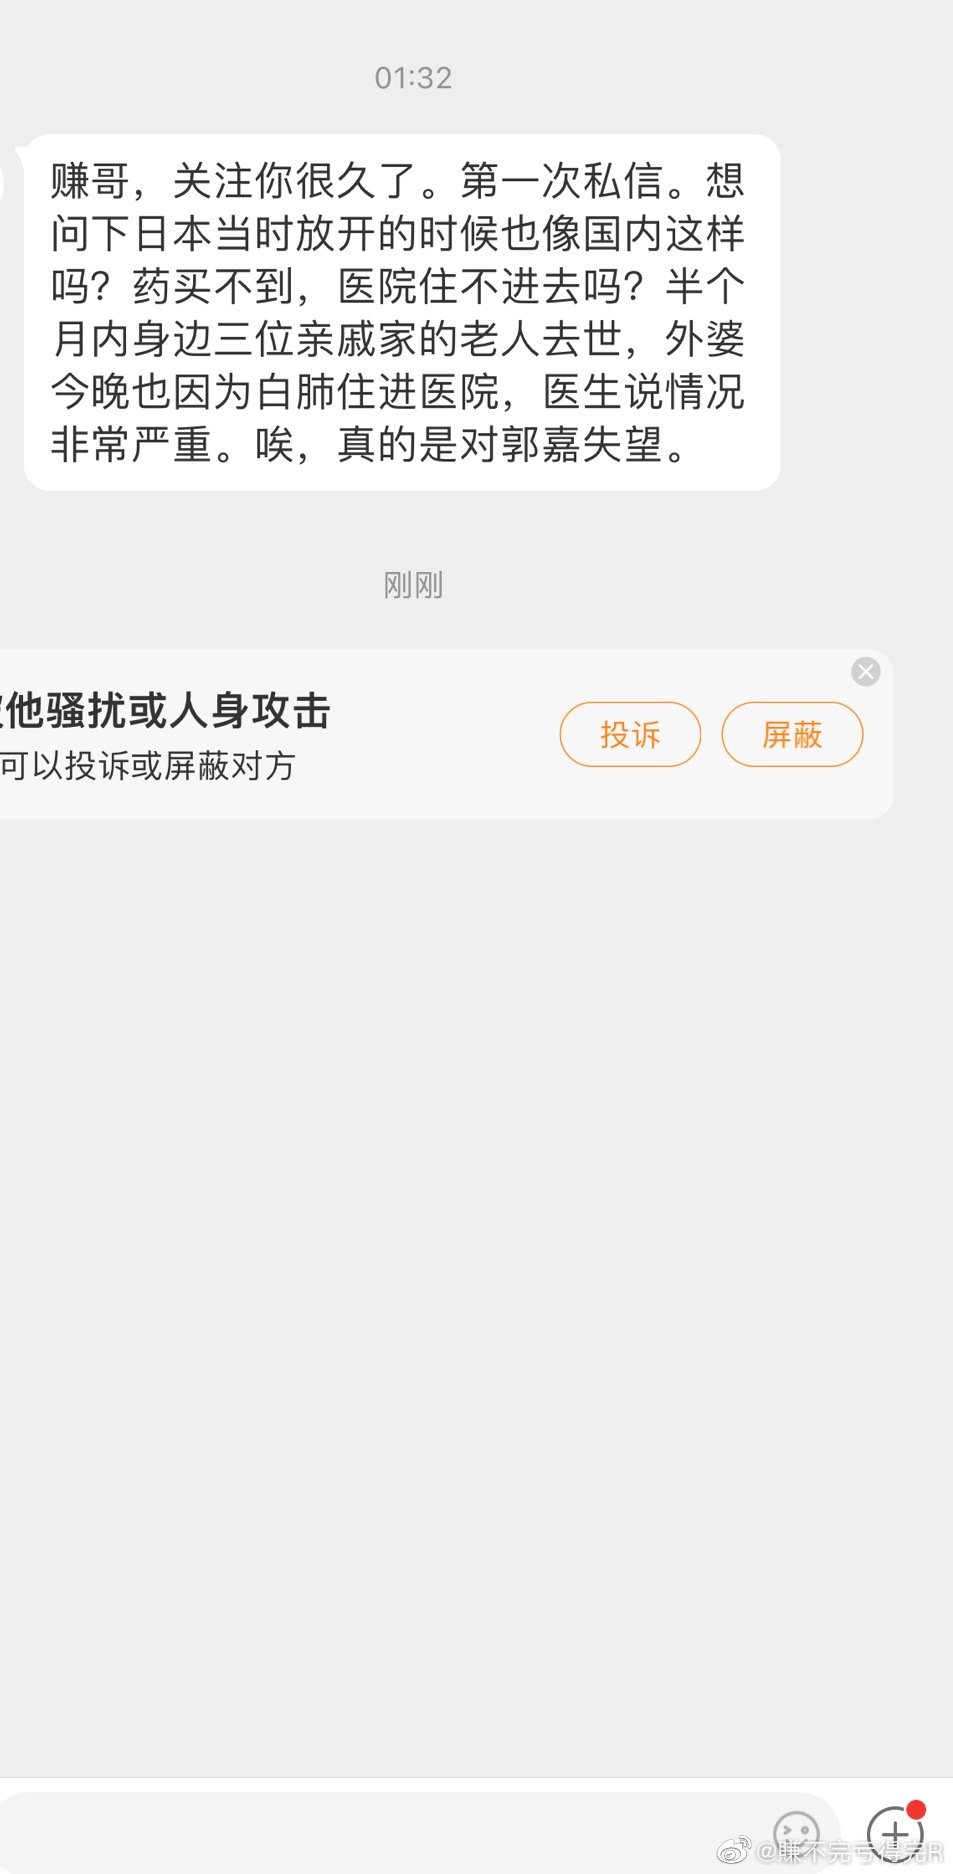 01:32
赚哥，关注你很久了。第一次私信。想
问下日本当时放开的时候也像国内这样
吗？药买不到，医院住不进去吗？半个
月内身边三位亲戚家的老人去世，外婆
今晚也因为白肺住进医院，医生说情况
非常严重。唉，真的是对郭嘉失望。
刚刚
他骚扰或人身攻击
可以投诉或屏蔽对方
投诉
屏蔽
@赚不完亏得完R